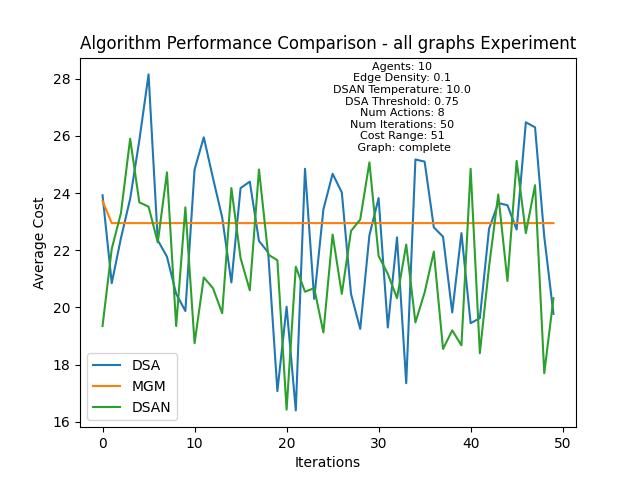 Algorithm Performance Comparison - all graphs Experiment
Agents: 10
Edge Density: 0.1
DSAN Temperature: 10.0
DSA Threshold: 0.75
Num Actions: 8
Num Iterations: 50
Cost Range: 51
Graph: complete
Average Cost
28
26
24
22
20
18
16
DSA
MGM
DSAN
0
10
20
30
40
50
Iterations